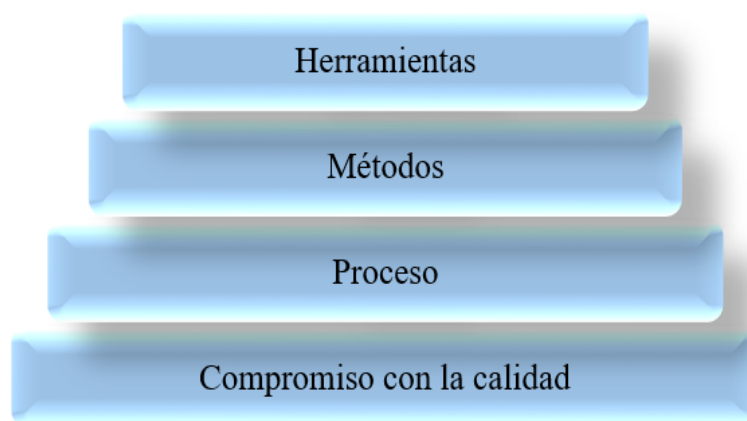 Herramientas
Métodos
Proceso
Compromiso con la calidad